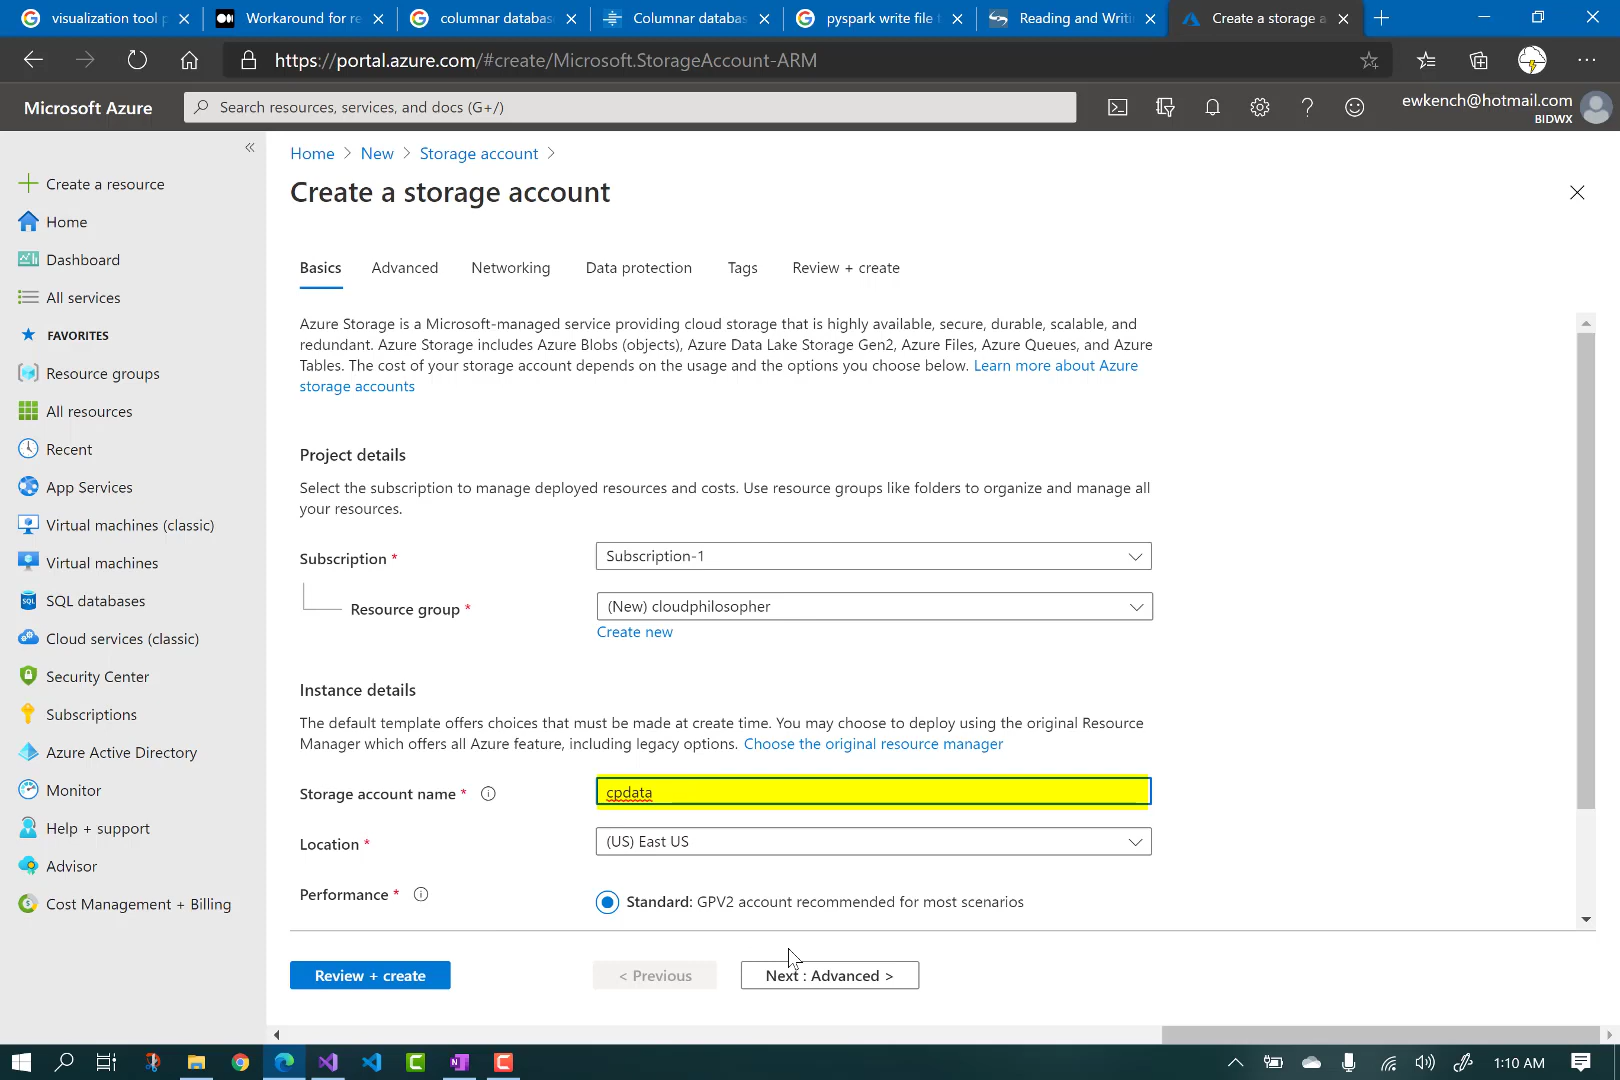 visualization tool p
Workaround for re
columnar databas
Columnar databas
pyspark write file t
Reading and Writi
Create a storage a
https://portal.azure.com/#create/Microsoft.StorageAccount-ARM
Microsoft Azure
Search resources, services, and docs (G+/)
ewkench@hotmail.com
BIDWX
Home > New > Storage account >
Create a storage account
Create a resource
Home
Dashboard
All services
FAVORITES
Resource groups
All resources
Recent
App Services
Virtual machines (classic)
Virtual machines
SQL databases
Cloud services (classic)
Security Center
Subscriptions
Azure Active Directory
Monitor
Help + support
Advisor
Cost Management + Billing
Basics Advanced Networking Data protection Tags Review + create
Azure Storage is a Microsoft-managed service providing cloud storage that is highly available, secure, durable, scalable, and
redundant. Azure Storage includes Azure Blobs (objects), Azure Data Lake Storage Gen2, Azure Files, Azure Queues, and Azure
Tables. The cost of your storage account depends on the usage and the options you choose below. Learn more about Azure
storage accounts
Project details
Select the subscription to manage deployed resources and costs. Use resource groups like folders to organize and manage all
your resources.
Subscription * Subscription-1
Resource group * (New) cloudphilosopher
Create new
Instance details
The default template offers choices that must be made at create time. You may choose to deploy using the original Resource
Manager which offers all Azure feature, including legacy options. Choose the original resource manager
Storage account name * cpdata
Location * (US) East US
Performance * Standard: GPV2 account recommended for most scenarios
Review + create < Previous Next : Advanced >
1:10 AM